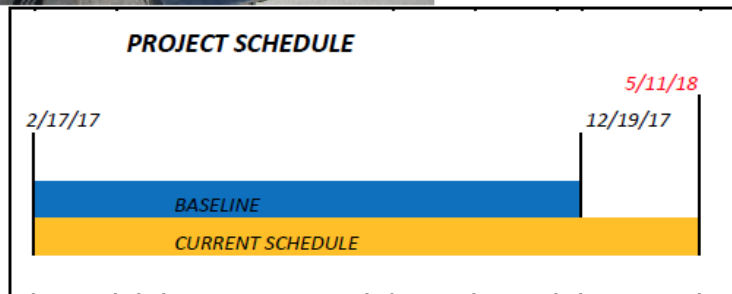 PROJECT SCHEDULE
5/11/18
2/17/17
12/19/17
BASELINE
CURRENT SCHEDULE